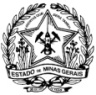 ESTADO DE MINAS GERAIS